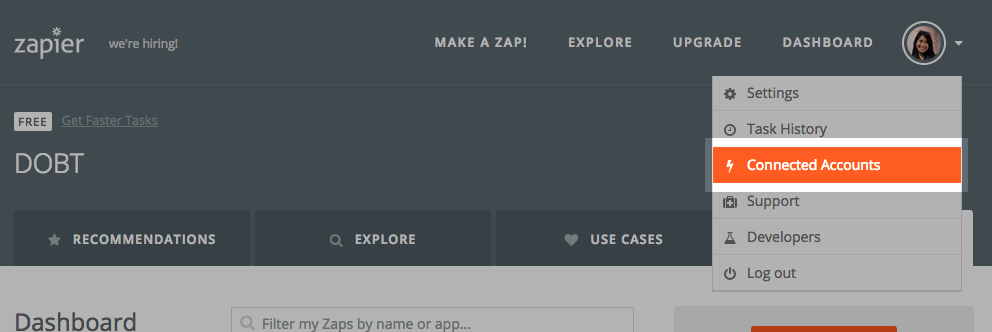 zapier we're hiring! MAKE A ZAP! EXPLORE UPGRADE DASHBOARD
Settings
FREE Get Faster Tasks
Task History
DOBT
Connected Accounts
Support
RECOMMENDATIONS EXPLORE USE CASES
Developers
Log out
Dashboard Filter my Zaps by name or app...